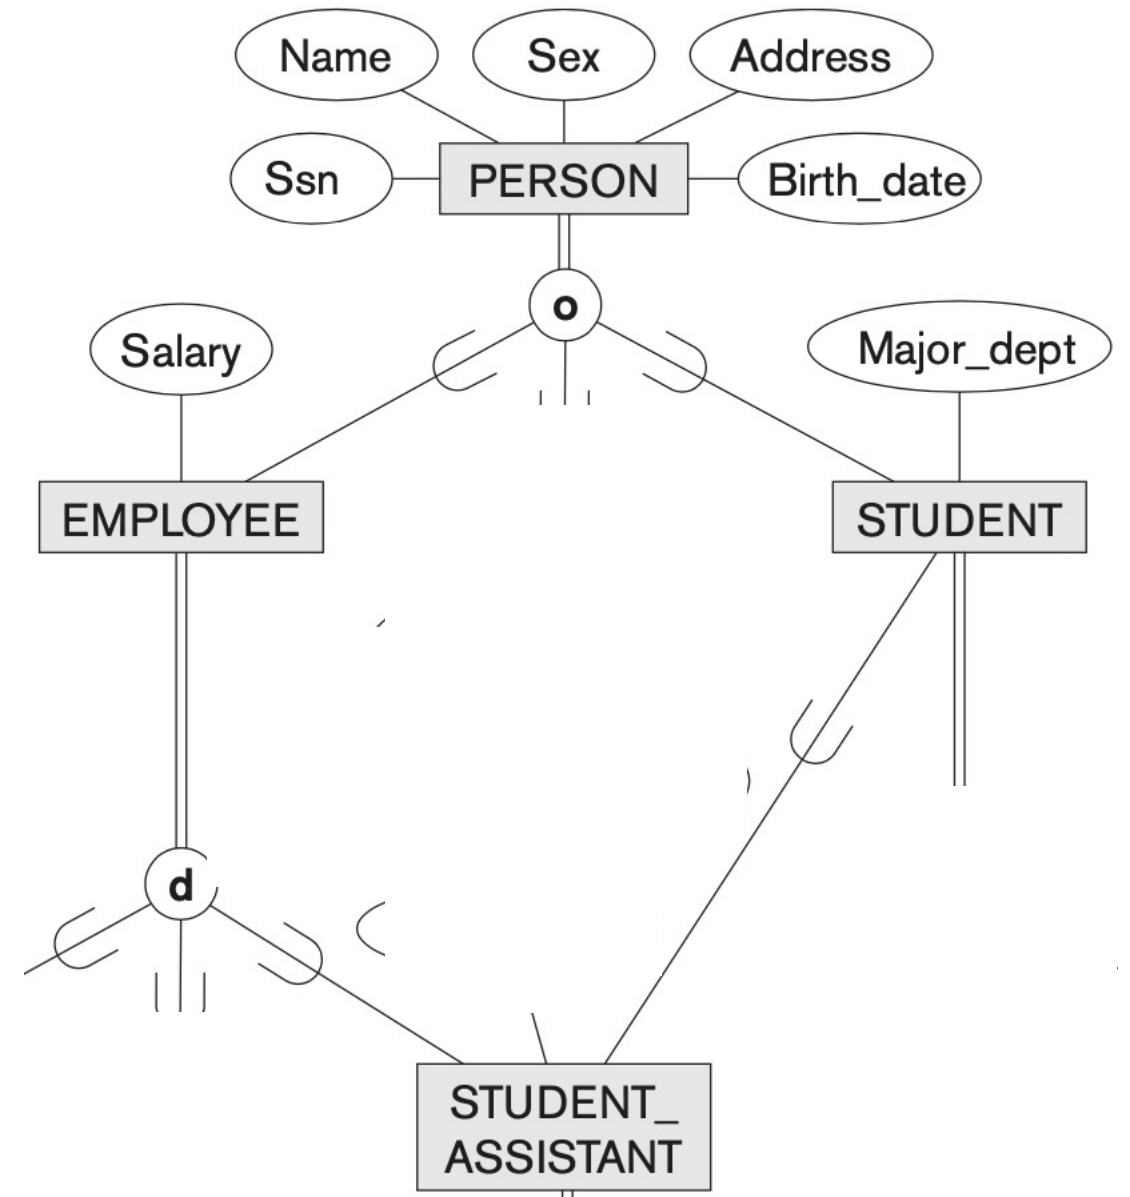 Name
Sex
Address
Ssn
PERSON
Birth_date
o
Salary
Major_dept
EMPLOYEE
STUDENT
d
STUDENT_
ASSISTANT